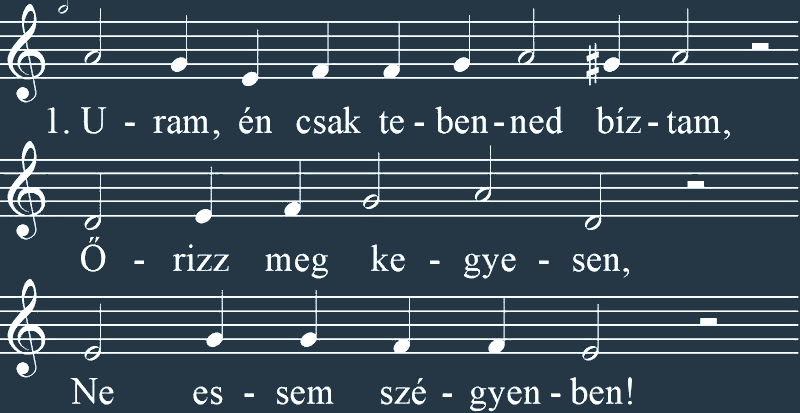 1. U - ram, én csak te - ben - ned bíz - tam,
Ő - rizz meg ke - gye - sen,
Ne es - sem szé - gyen - ben!